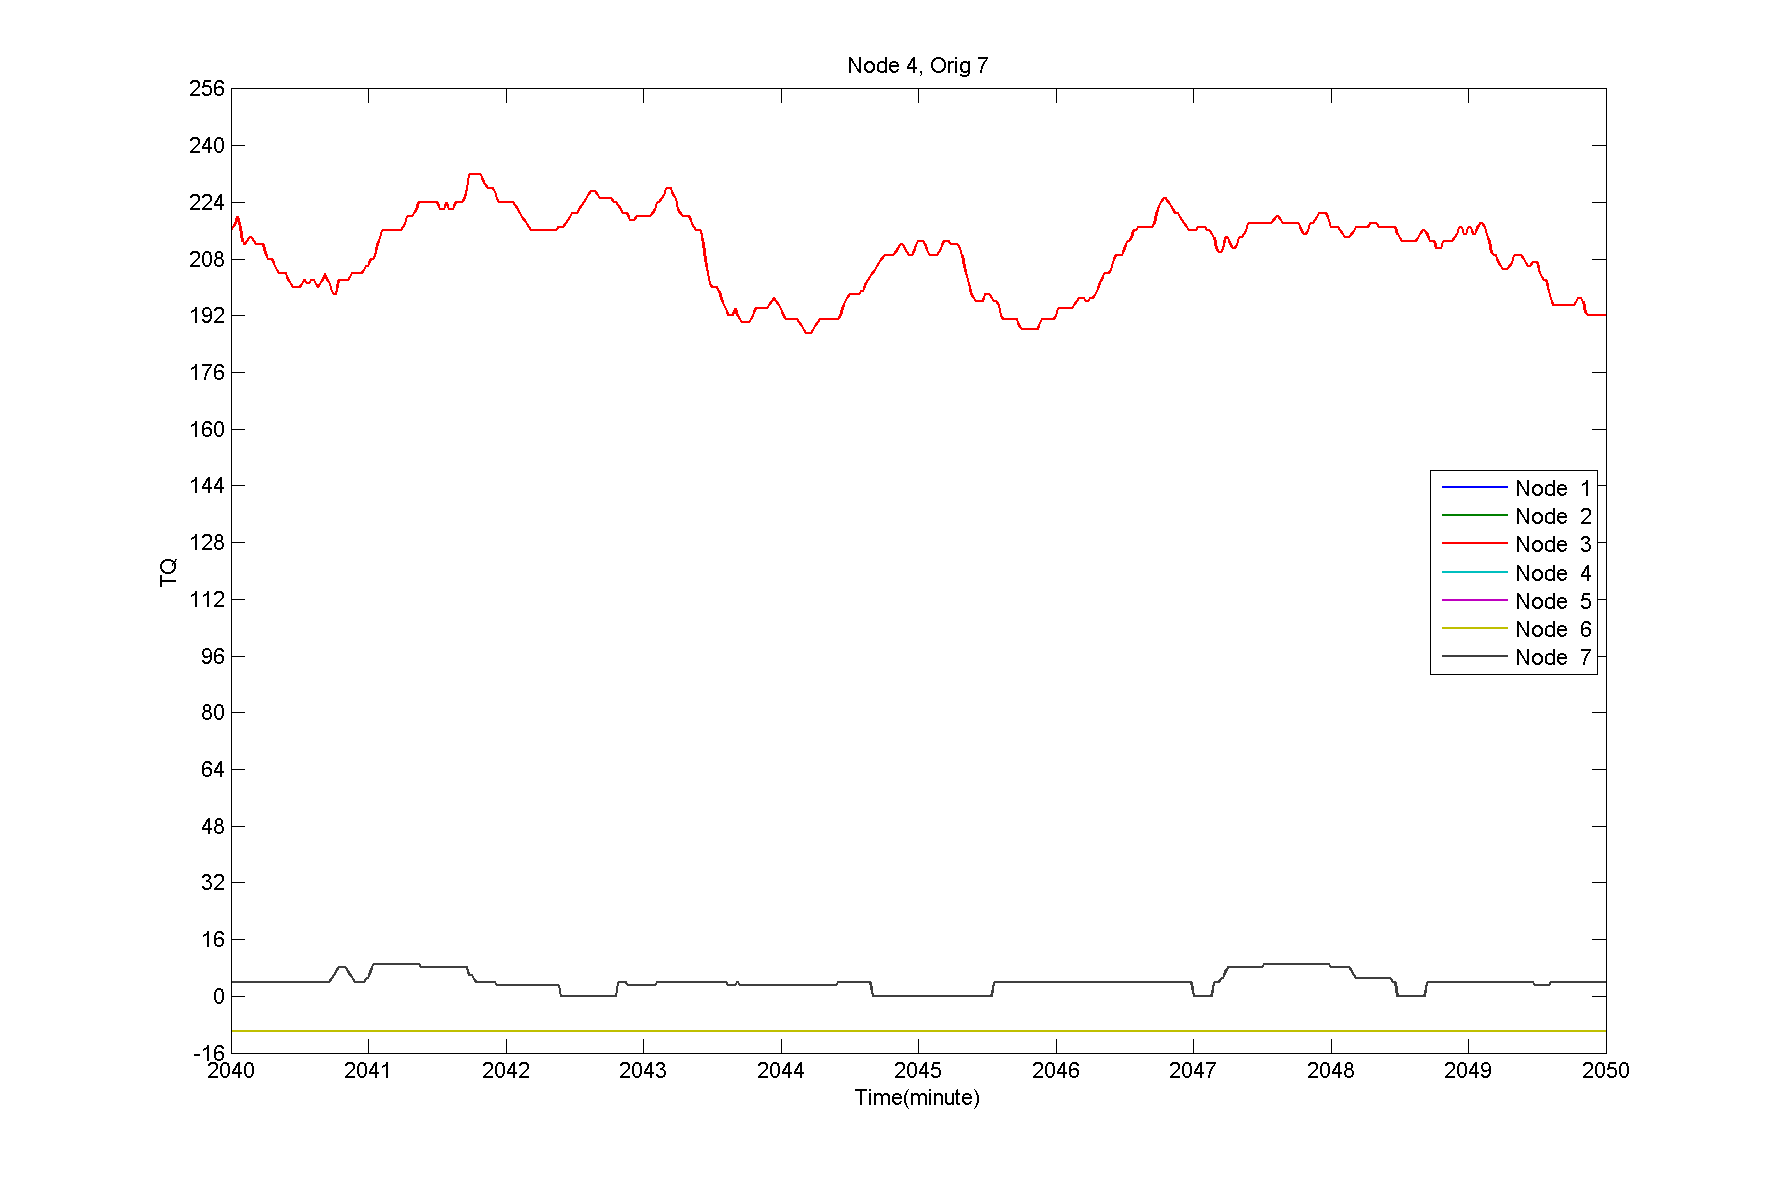 Node 4, Orig 7
256
240
224
208
192
176
160
144
128
112
96
80
64
48
32
16
0
-16
TQ
Node 1
Node 2
Node 3
Node 4
Node 5
Node 6
Node 7
2040 2041 2042 2043 2044 2045 2046 2047 2048 2049 2050
Time(minute)